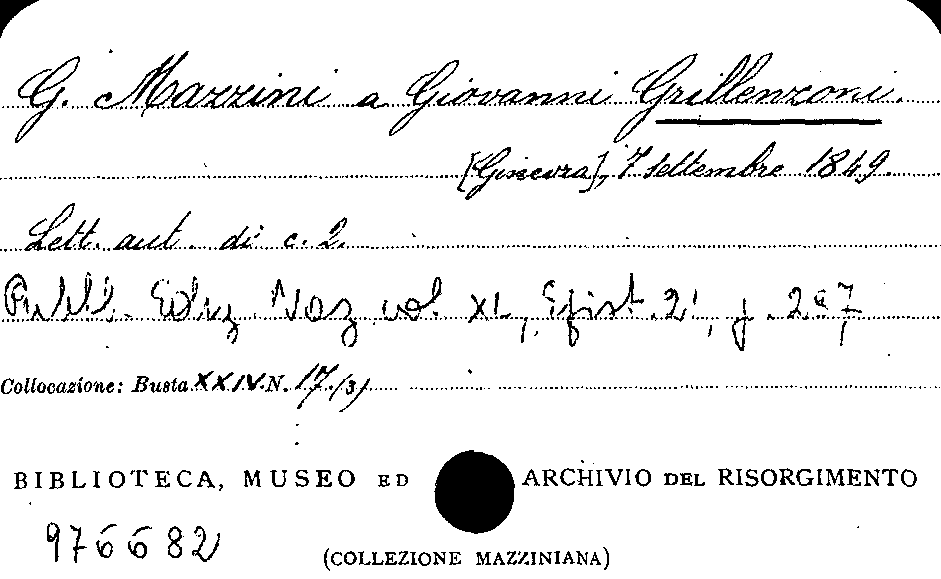 G. Mazzini a Giovanni Grillenzoni.
[Ginevra], 7 settembre 1849.
Lett. aut. di c. 2.
Pubbl. Ediz. Naz. vol. XL, Epist. 21, p. 257
Collocazione: Busta XXIV N. 17/3)
BIBLIOTECA, MUSEO ED ARCHIVIO DEL RISORGIMENTO
976682
(COLLEZIONE MAZZINIANA)